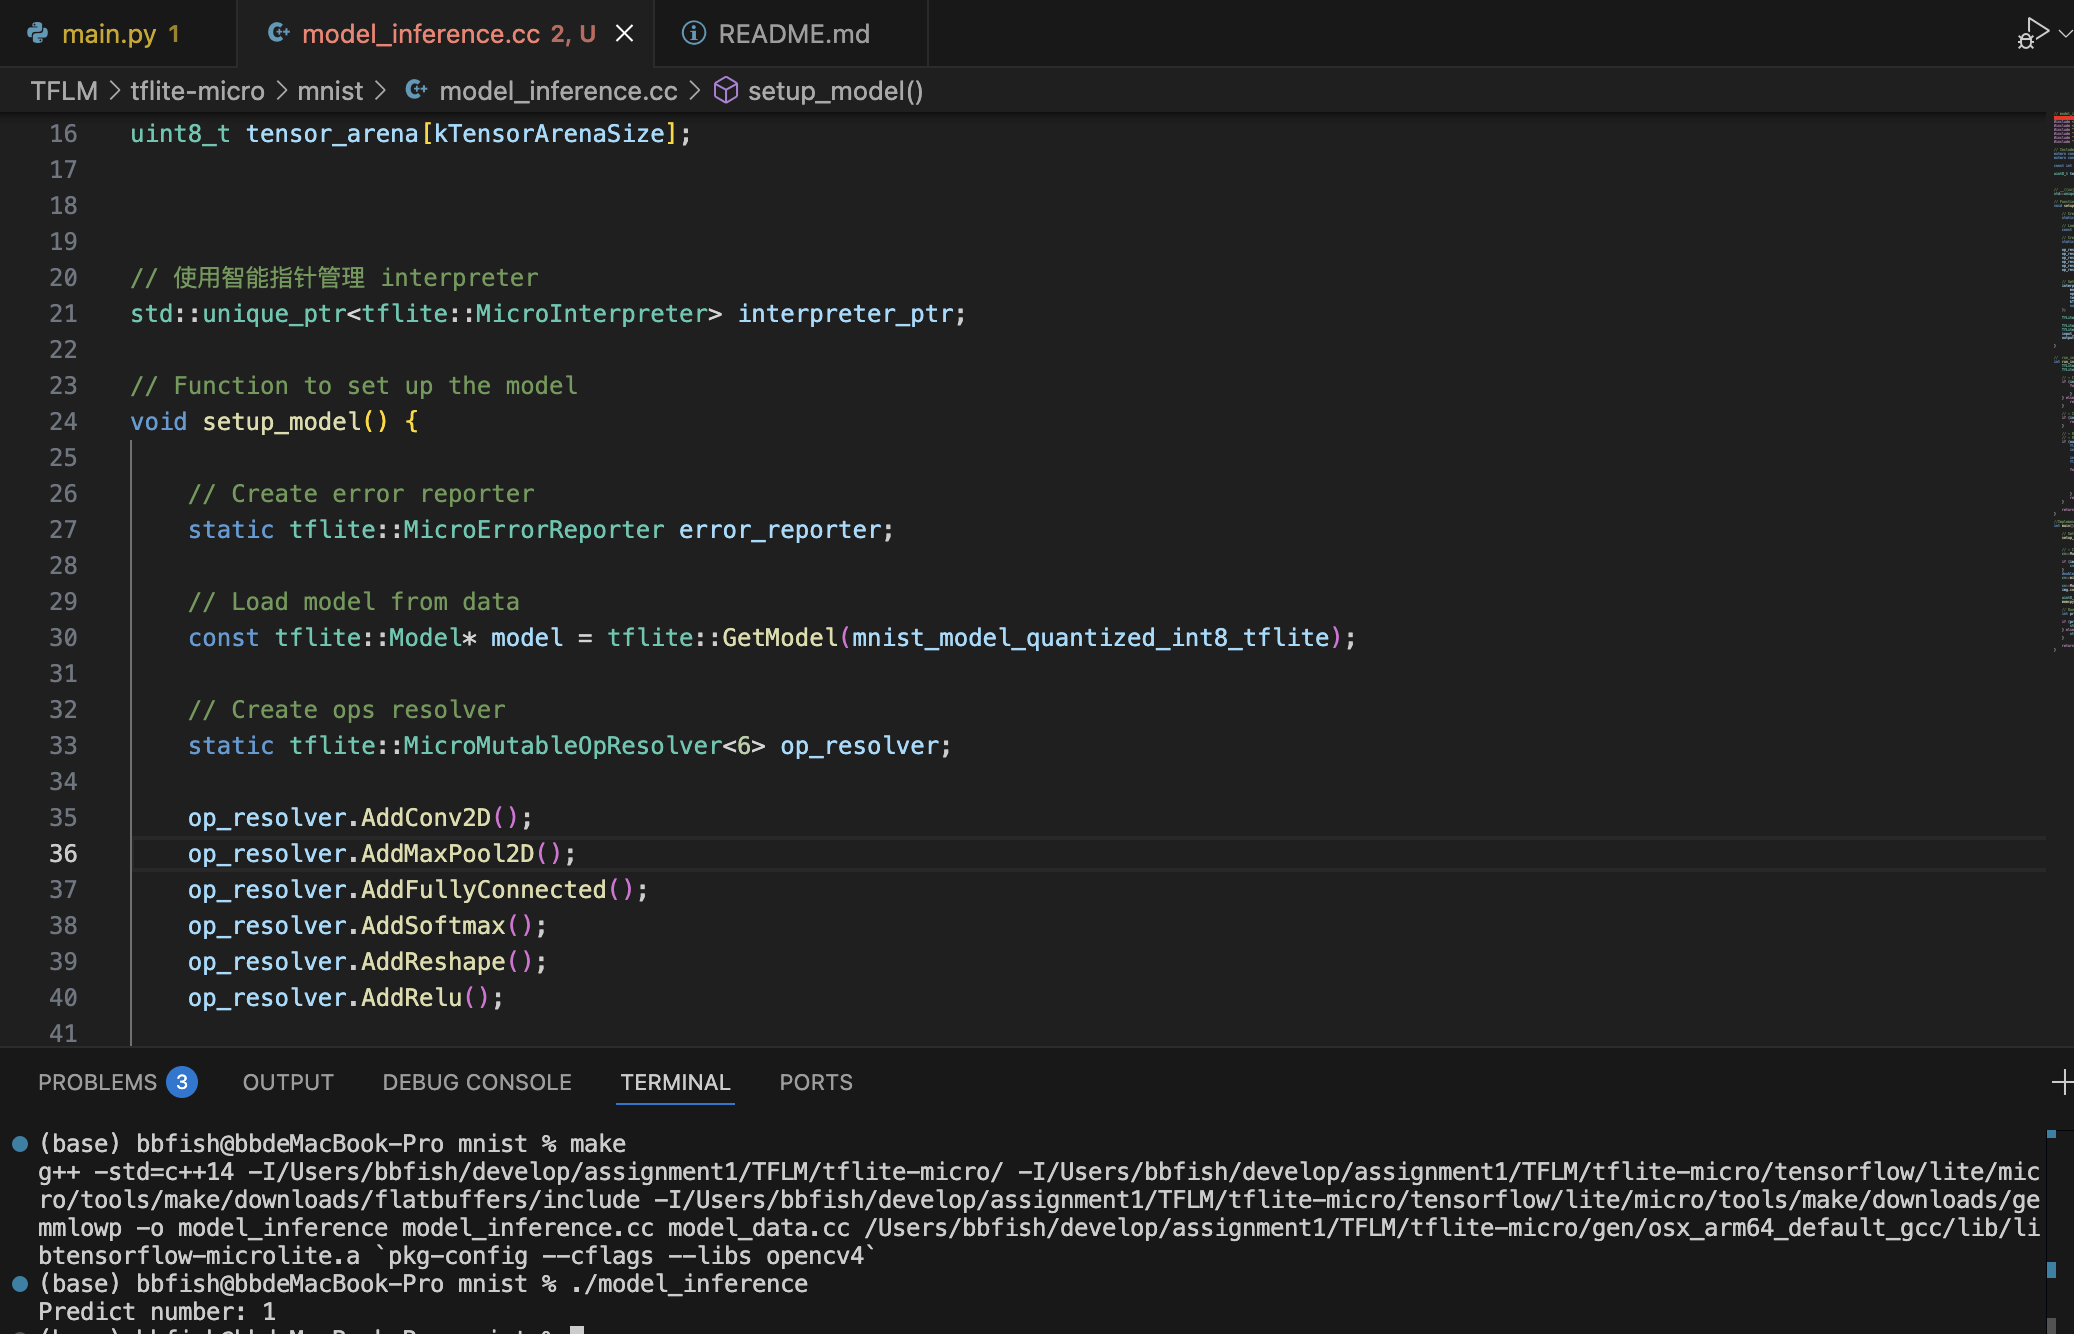 main.py 1 model_inference.cc 2, U README.md
TFLM > tflite-micro > mnist > model_inference.cc > setup_model()
16 uint8_t tensor_arena[kTensorArenaSize];
17
18
19
20 // 使用智能指针管理 interpreter
21 std::unique_ptr<tflite::MicroInterpreter> interpreter_ptr;
22
23 // Function to set up the model
24 void setup_model() {
25
26 // Create error reporter
27 static tflite::MicroErrorReporter error_reporter;
28
29 // Load model from data
30 const tflite::Model* model = tflite::GetModel(mnist_model_quantized_int8_tflite);
31
32 // Create ops resolver
33 static tflite::MicroMutableOpResolver<6> op_resolver;
34
35 op_resolver.AddConv2D();
36 op_resolver.AddMaxPool2D();
37 op_resolver.AddFullyConnected();
38 op_resolver.AddSoftmax();
39 op_resolver.AddReshape();
40 op_resolver.AddRelu();
41
PROBLEMS 3 OUTPUT DEBUG CONSOLE TERMINAL PORTS
(base) bbfish@bbdeMacBook-Pro mnist % make
g++ -std=c++14 -I/Users/bbfish/develop/assignment1/TFLM/tflite-micro/ -I/Users/bbfish/develop/assignment1/TFLM/tflite-micro/tensorflow/lite/mic
ro/tools/make/downloads/flatbuffers/include -I/Users/bbfish/develop/assignment1/TFLM/tflite-micro/tensorflow/lite/micro/tools/make/downloads/ge
mmlowp -o model_inference model_inference.cc model_data.cc /Users/bbfish/develop/assignment1/TFLM/tflite-micro/gen/osx_arm64_default_gcc/lib/li
btensorflow-microlite.a `pkg-config --cflags --libs opencv4`
(base) bbfish@bbdeMacBook-Pro mnist % ./model_inference
Predict number: 1